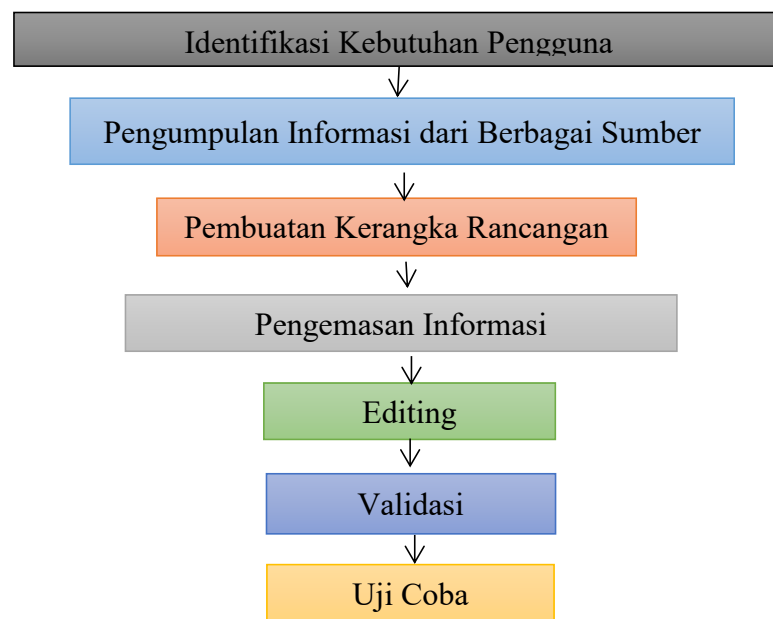 Identifikasi Kebutuhan Pengguna
Pengumpulan Informasi dari Berbagai Sumber
Pembuatan Kerangka Rancangan
Pengemasan Informasi
Editing
Validasi
Uji Coba